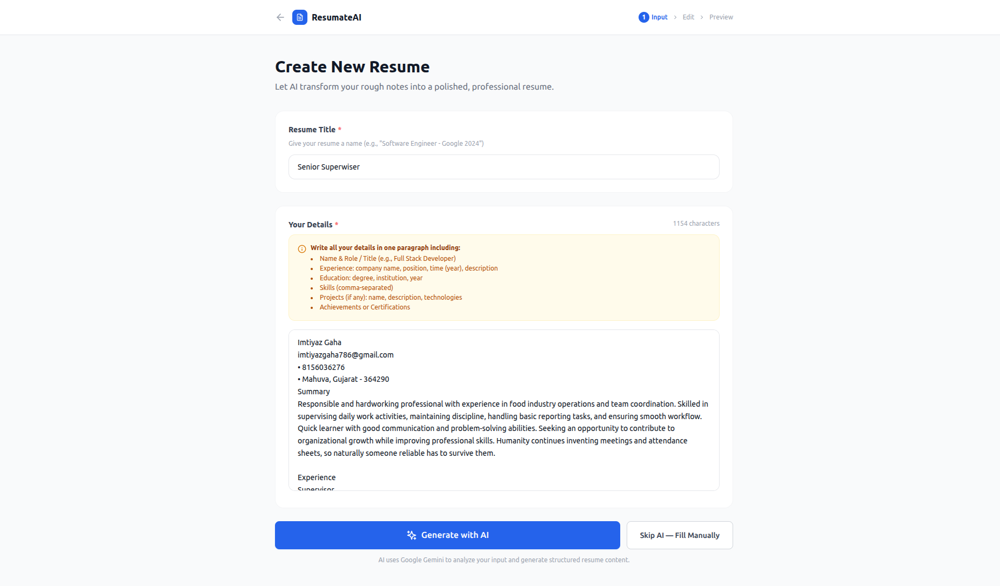 ResumateAI
1 Input > Edit > Preview
Create New Resume
Let AI transform your rough notes into a polished, professional resume.
Resume Title *
Give your resume a name (e.g., "Software Engineer - Google 2024")
Senior Superwiser
Your Details *
1154 characters
Write all your details in one paragraph including:
• Name & Role / Title (e.g., Full Stack Developer)
• Experience: company name, position, time (year), description
• Education: degree, institution, year
• Skills (comma-separated)
• Projects (if any): name, description, technologies
• Achievements or Certifications
Imtiyaz Gaha
imtiyazgaha786@gmail.com
• 8156036276
• Mahuva, Gujarat - 364290
Summary
Responsible and hardworking professional with experience in food industry operations and team coordination. Skilled in
supervising daily work activities, maintaining discipline, handling basic reporting tasks, and ensuring smooth workflow.
Quick learner with good communication and problem-solving abilities. Seeking an opportunity to contribute to
organizational growth while improving professional skills. Humanity continues inventing meetings and attendance
sheets, so naturally someone reliable has to survive them.
Experience
Supervisor
Generate with AI
Skip AI — Fill Manually
AI uses Google Gemini to analyze your input and generate structured resume content.